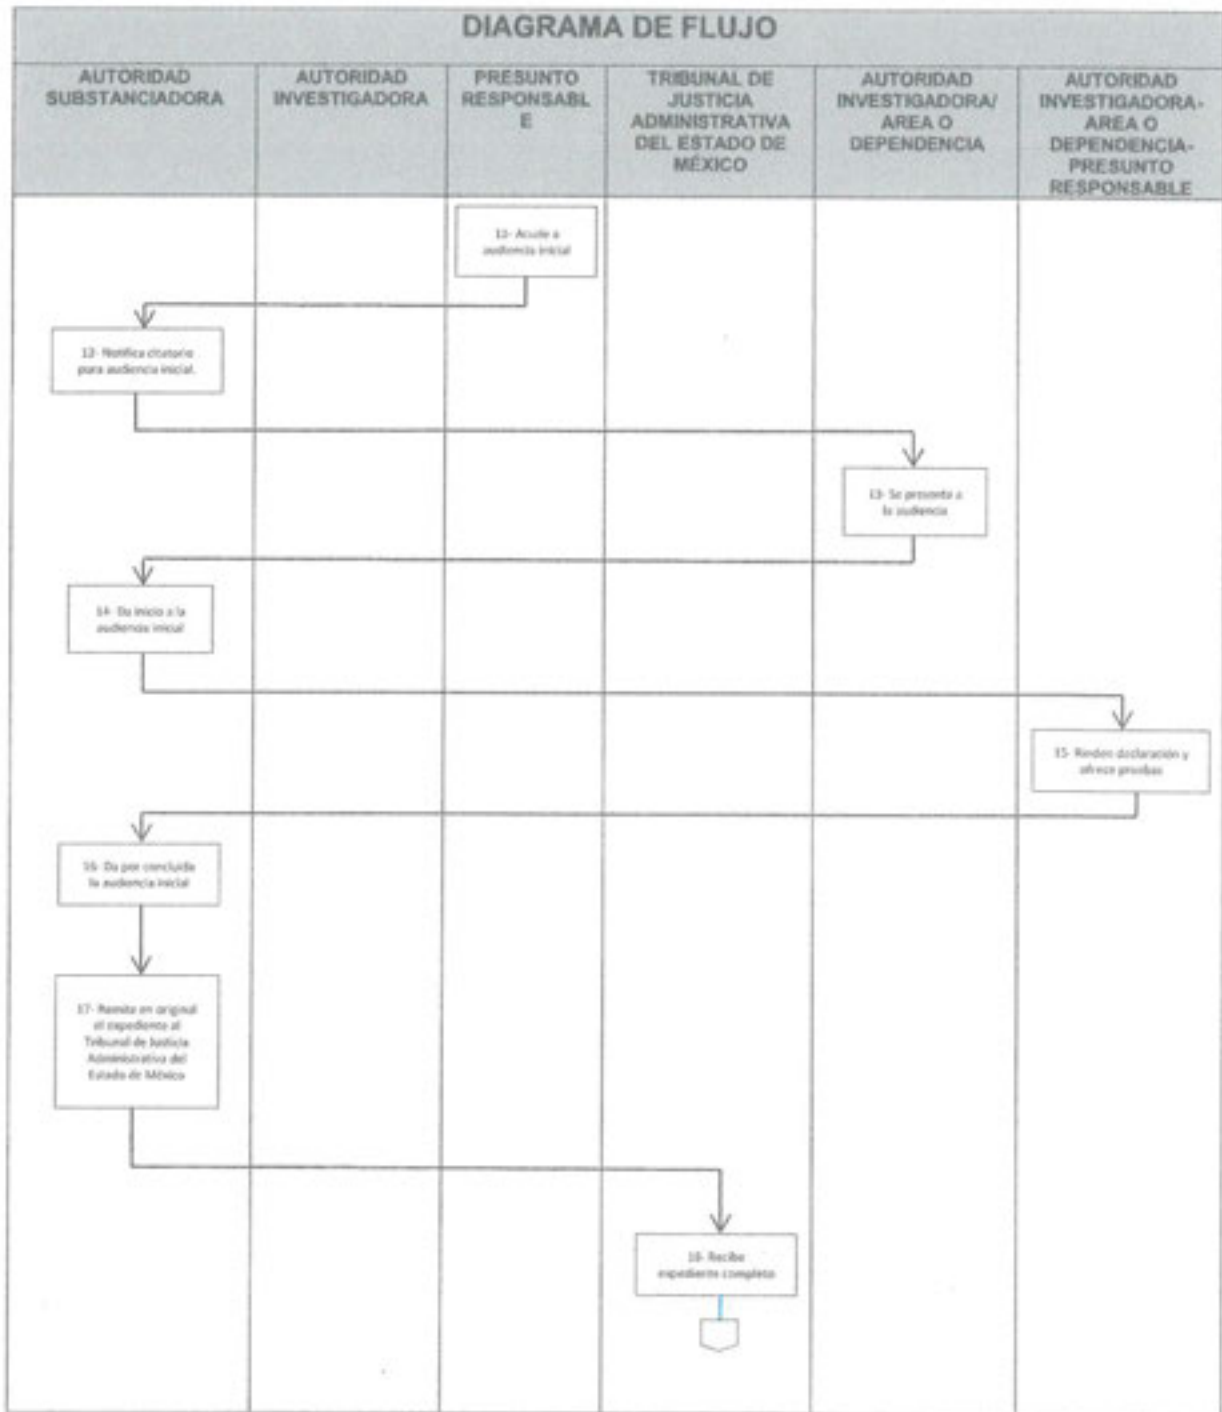 DIAGRAMA DE FLUJO
AUTORIDAD
SUBSTANCIADORA
AUTORIDAD
INVESTIGADORA
PRESUNTO
RESPONSABL
E
TRIBUNAL DE
JUSTICIA
ADMINISTRATIVA
DEL ESTADO DE
MÉXICO
AUTORIDAD
INVESTIGADORA/
AREA O
DEPENDENCIA
AUTORIDAD
INVESTIGADORA-
AREA O
DEPENDENCIA-
PRESUNTO
RESPONSABLE
11- Acude a
audiencia inicial
12- Notifica citatorio
para audiencia inicial.
13- Se presenta a
la audiencia
14- Da inicio a la
audiencia inicial
15- Rinden declaración y
ofrece pruebas
16- Da por concluida
la audiencia inicial
17- Remite en original
el expediente al
Tribunal de Justicia
Administrativa del
Estado de México
18- Recibe
expediente completo